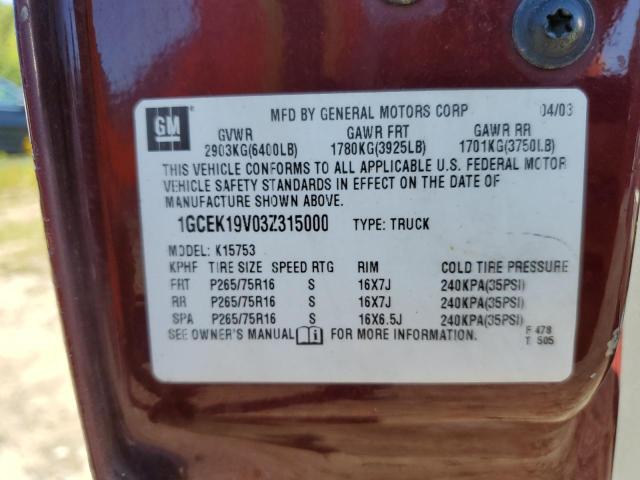 GM
MFD BY GENERAL MOTORS CORP 04/03
GVWR GAWR FRT GAWR RR
2903KG(6400LB) 1780KG(3925LB) 1701KG(3750LB)
THIS VEHICLE CONFORMS TO ALL APPLICABLE U.S. FEDERAL MOTOR
VEHICLE SAFETY STANDARDS IN EFFECT ON THE DATE OF
MANUFACTURE SHOWN ABOVE.
1GCEK19V03Z315000 TYPE: TRUCK
MODEL: K15753
KPHF TIRE SIZE SPEED RTG RIM COLD TIRE PRESSURE
FRT P265/75R16 S 16X7J 240KPA(35PSI)
RR P265/75R16 S 16X7J 240KPA(35PSI)
SPA P265/75R16 S 16X6.5J 240KPA(35PSI)
SEE OWNER'S MANUAL i FOR MORE INFORMATION. F 478
T 505